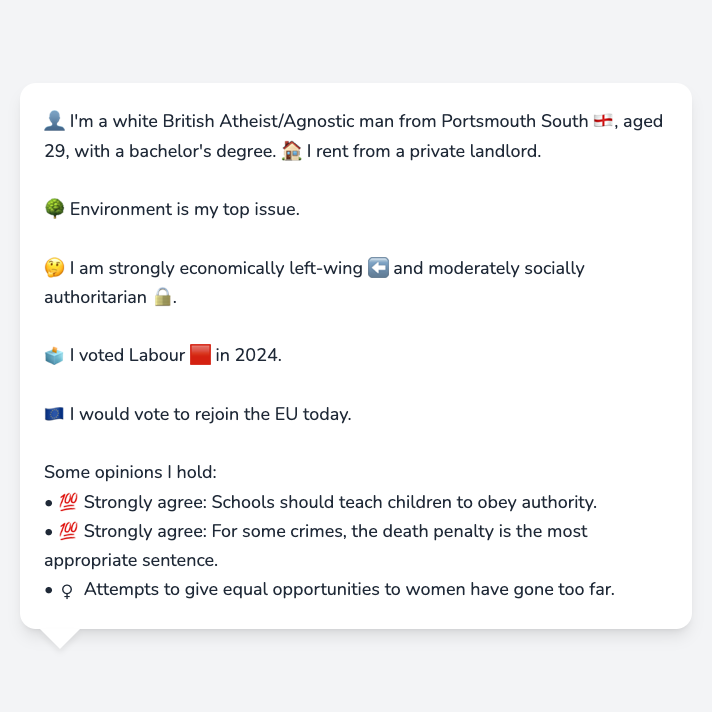 👤 I'm a white British Atheist/Agnostic man from Portsmouth South 🏴󠁧󠁢󠁥󠁮󠁧󠁿, aged
29, with a bachelor's degree. 🏠 I rent from a private landlord.
🌳 Environment is my top issue.
🤔 I am strongly economically left-wing ⬅️ and moderately socially
authoritarian 🔒.
🗳️ I voted Labour 🟥 in 2024.
🇪🇺 I would vote to rejoin the EU today.
Some opinions I hold:
• 💯 Strongly agree: Schools should teach children to obey authority.
• 💯 Strongly agree: For some crimes, the death penalty is the most
appropriate sentence.
• ♀ Attempts to give equal opportunities to women have gone too far.